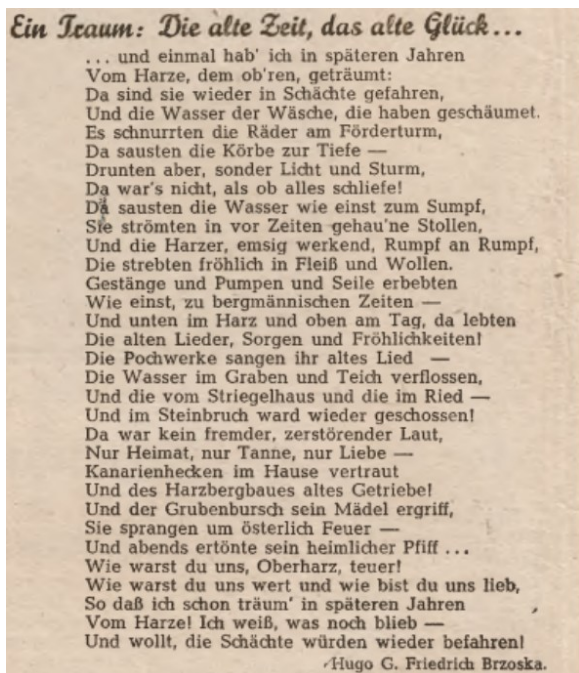 Ein Traum: Die alte Zeit, das alte Glück...
... und einmal hab' ich in späteren Jahren
Vom Harze, dem ob'ren, geträumt:
Da sind sie wieder in Schächte gefahren,
Und die Wasser der Wäsche, die haben geschäumet.
Es schnurrten die Räder am Förderturm,
Da sausten die Körbe zur Tiefe —
Drunten aber, sonder Licht und Sturm,
Da war's nicht, als ob alles schliefe!
Da sausten die Wasser wie einst zum Sumpf,
Sie strömten in vor Zeiten gehau'ne Stollen,
Und die Harzer, emsig werkend, Rumpf an Rumpf,
Die strebten fröhlich in Fleiß und Wollen.
Gestänge und Pumpen und Seile erbebten
Wie einst, zu bergmännischen Zeiten —
Und unten im Harz und oben am Tag, da lebten
Die alten Lieder, Sorgen und Fröhlichkeiten!
Die Pochwerke sangen ihr altes Lied —
Die Wasser im Graben und Teich verflossen,
Und die vom Striegelhaus und die im Ried —
Und im Steinbruch ward wieder geschossen!
Da war kein fremder, zerstörender Laut,
Nur Heimat, nur Tanne, nur Liebe —
Kanarienhecken im Hause vertraut
Und des Harzbergbaues altes Getriebe!
Und der Grubenbursch sein Mädel ergriff,
Sie sprangen um österlich Feuer —
Und abends ertönte sein heimlicher Pfiff ...
Wie warst du uns, Oberharz, teuer!
Wie warst du uns wert und wie bist du uns lieb,
So daß ich schon träum' in späteren Jahren
Vom Harze! Ich weiß, was noch blieb —
Und wollt, die Schächte würden wieder befahren!
Hugo G. Friedrich Brzoska.